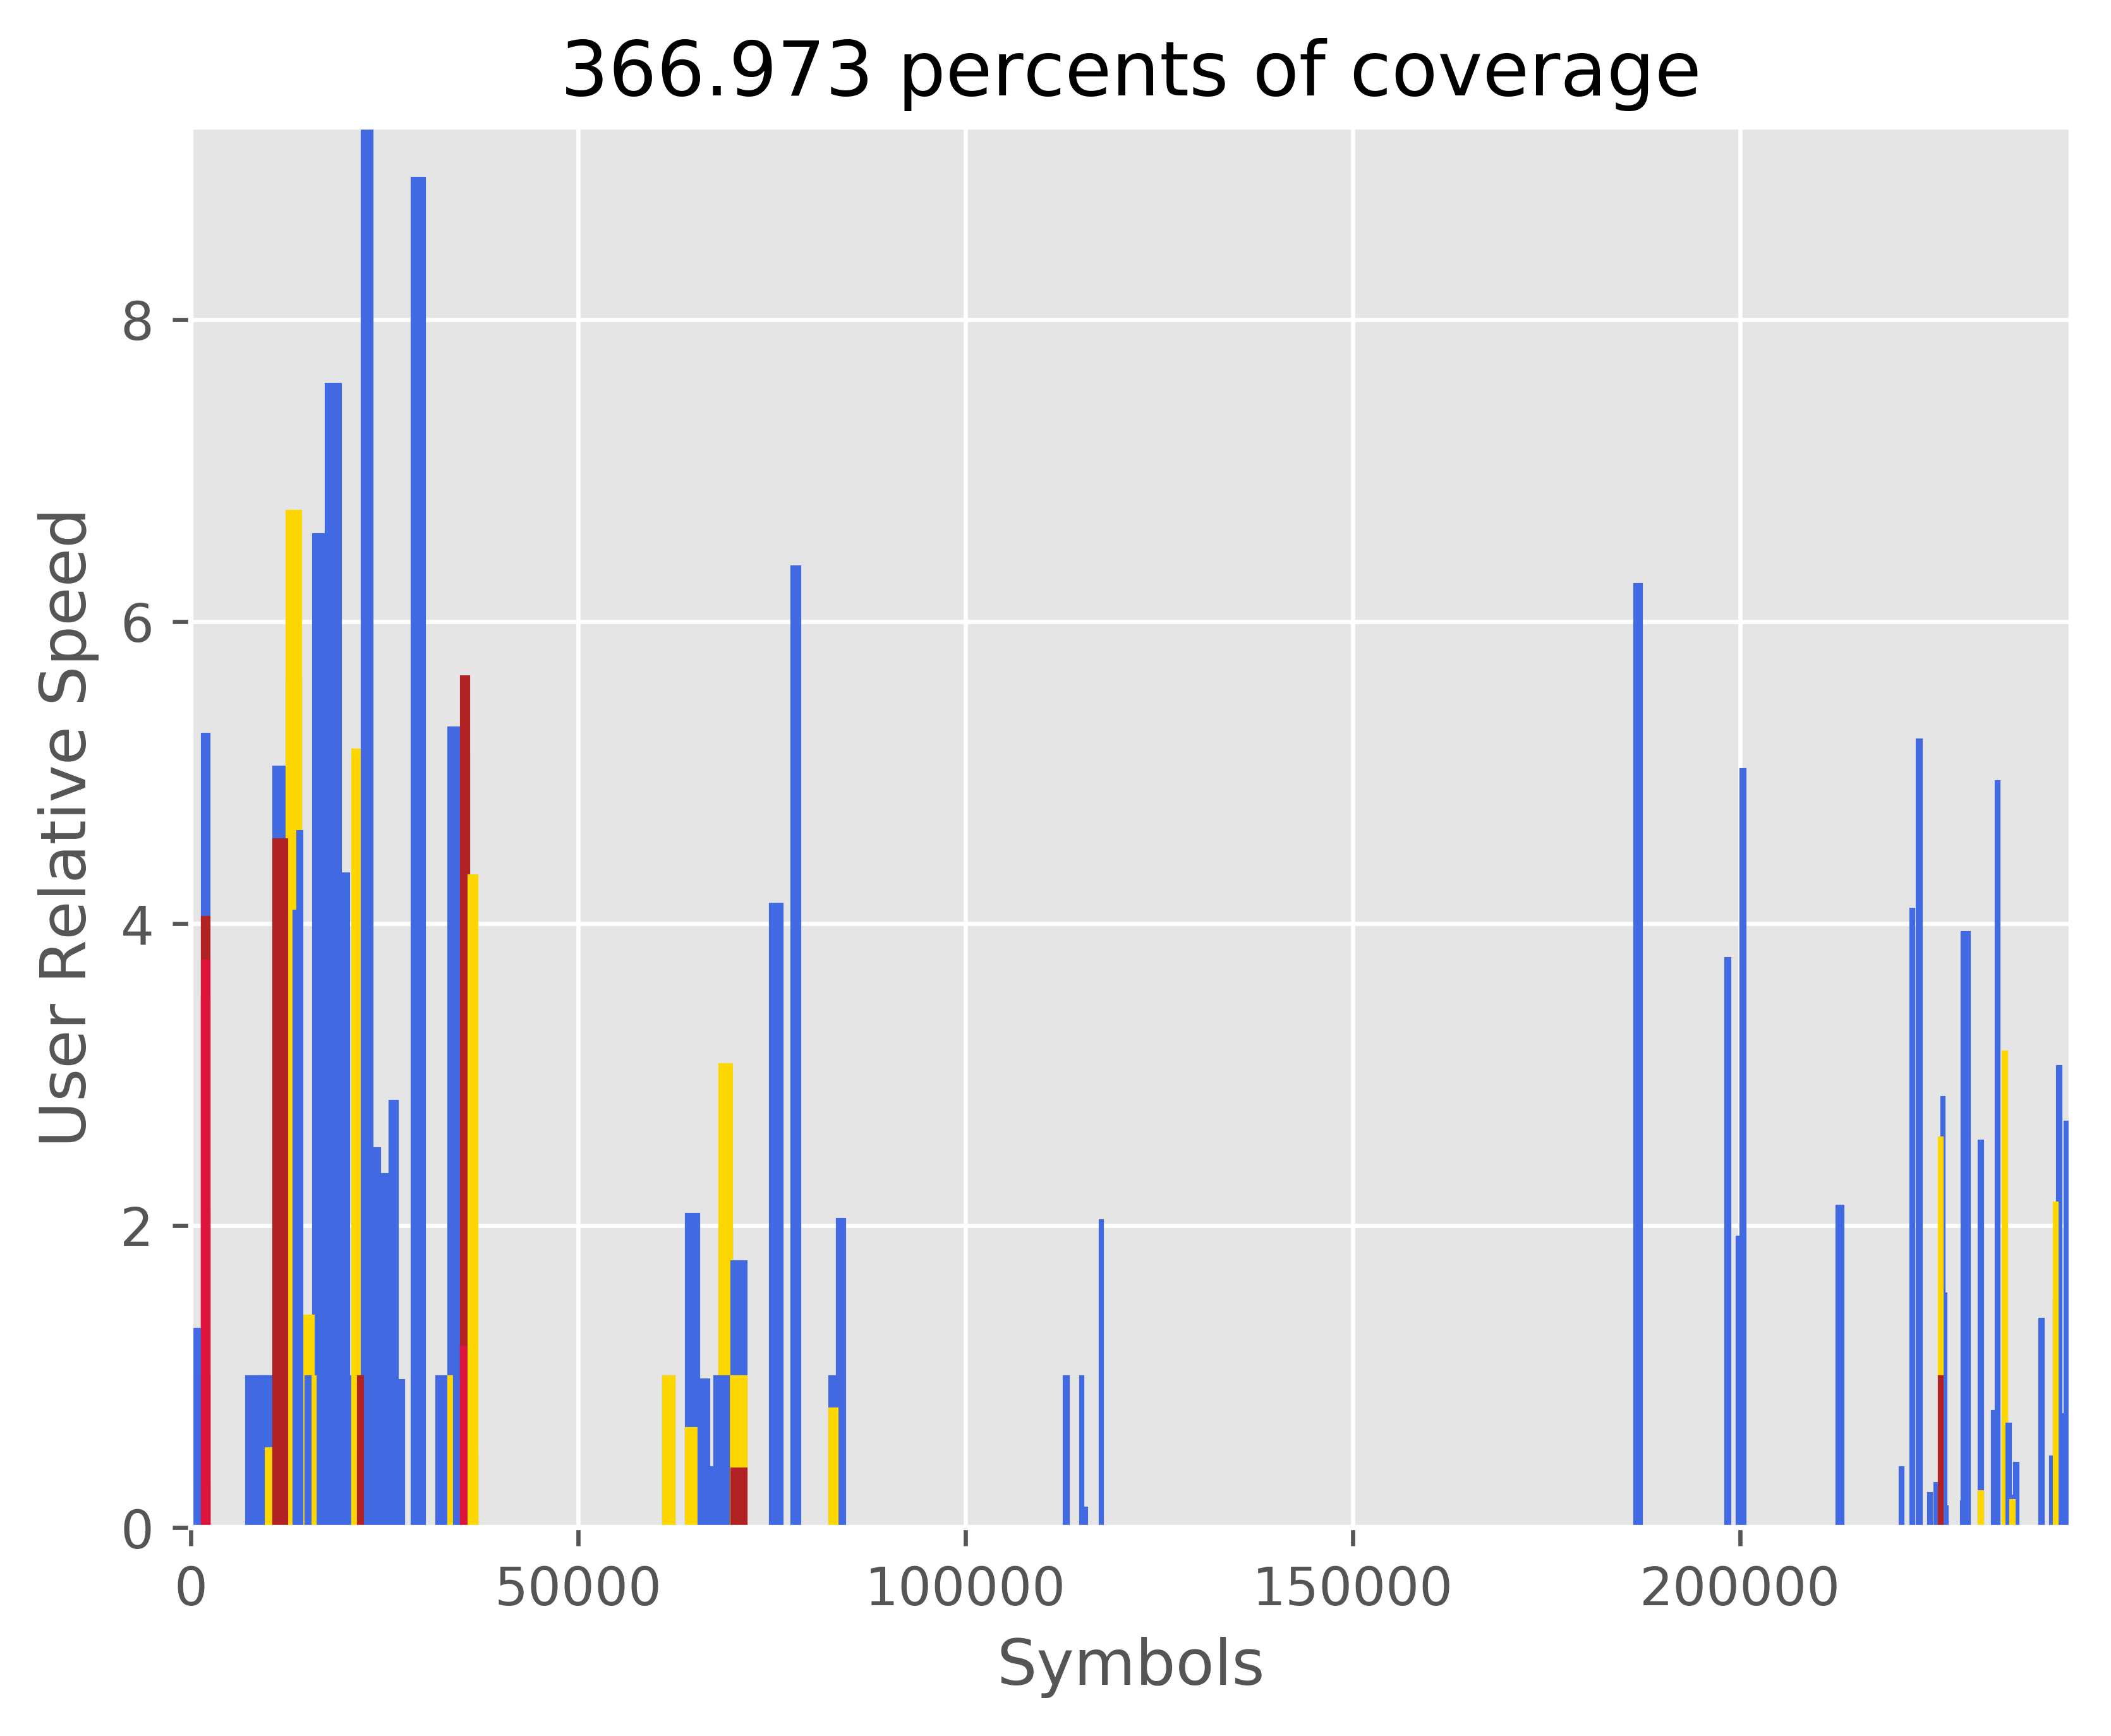 366.973 percents of coverage
User Relative Speed
8
6
4
2
0
0 50000 100000 150000 200000
Symbols